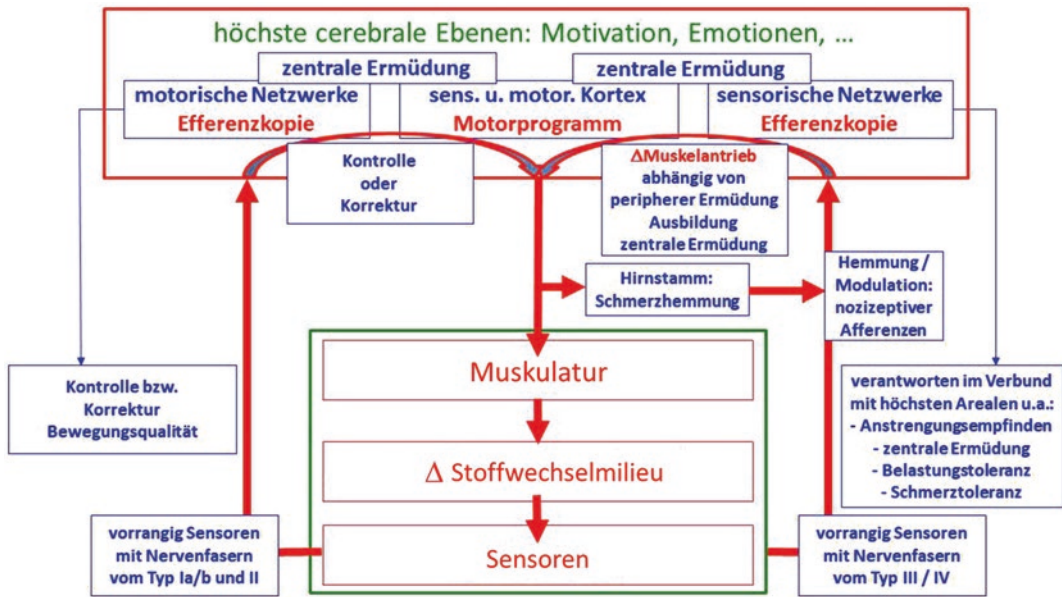 höchste cerebrale Ebenen: Motivation, Emotionen, ...
zentrale Ermüdung
zentrale Ermüdung
motorische Netzwerke
Efferenzkopie
sens. u. motor. Kortex
Motorprogramm
sensorische Netzwerke
Efferenzkopie
Kontrolle
oder
Korrektur
ΔMuskelantrieb
abhängig von
peripherer Ermüdung
Ausbildung
zentrale Ermüdung
Hirnstamm:
Schmerzhemmung
Hemmung /
Modulation:
nozizeptiver
Afferenzen
Muskulatur
Δ Stoffwechselmilieu
Sensoren
Kontrolle bzw.
Korrektur
Bewegungsqualität
verantworten im Verbund
mit höchsten Arealen u.a.:
- Anstrengungsempfinden
- zentrale Ermüdung
- Belastungstoleranz
- Schmerztoleranz
vorrangig Sensoren
mit Nervenfasern
vom Typ Ia/b und II
vorrangig Sensoren
mit Nervenfasern
vom Typ III / IV